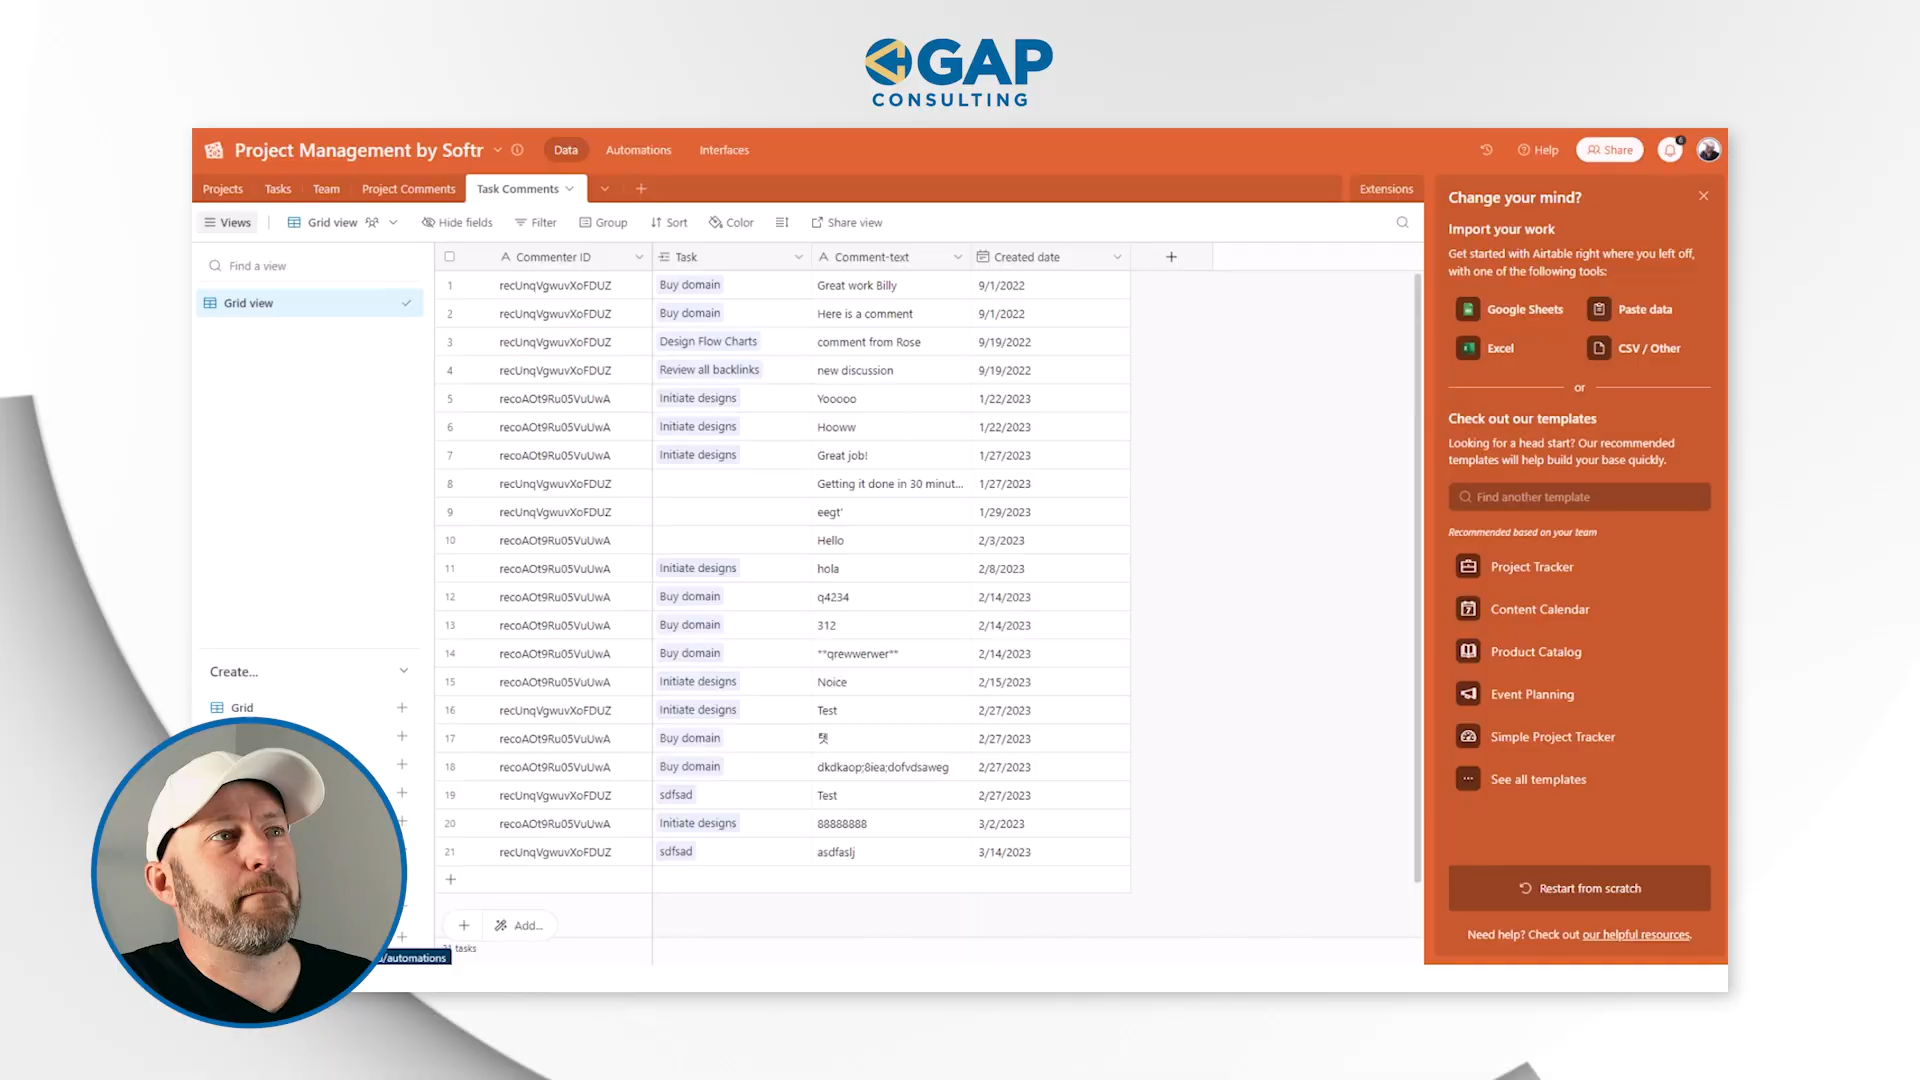 GAP
CONSULTING
Project Management by Softr
Data
Automations
Interfaces
Help
Share
6
Projects
Tasks
Team
Project Comments
Task Comments
Extensions
Views
Grid view
Hide fields
Filter
Group
Sort
Color
Share view
Find a view
Grid view
Create...
Grid
Commenter ID Task Comment-text Created date
1 recUnqVgwuvXoFDUZ Buy domain Great work Billy 9/1/2022
2 recUnqVgwuvXoFDUZ Buy domain Here is a comment 9/1/2022
3 recUnqVgwuvXoFDUZ Design Flow Charts comment from Rose 9/19/2022
4 recUnqVgwuvXoFDUZ Review all backlinks new discussion 9/19/2022
5 recoAOt9Ru05VuUwA Initiate designs Yooooo 1/22/2023
6 recoAOt9Ru05VuUwA Initiate designs Hooww 1/22/2023
7 recoAOt9Ru05VuUwA Initiate designs Great job! 1/27/2023
8 recUnqVgwuvXoFDUZ Getting it done in 30 minut... 1/27/2023
9 recUnqVgwuvXoFDUZ eegt' 1/29/2023
10 recoAOt9Ru05VuUwA Hello 2/3/2023
11 recoAOt9Ru05VuUwA Initiate designs hola 2/8/2023
12 recoAOt9Ru05VuUwA Buy domain q4234 2/14/2023
13 recoAOt9Ru05VuUwA Buy domain 312 2/14/2023
14 recoAOt9Ru05VuUwA Buy domain **qrewwerwer** 2/14/2023
15 recoAOt9Ru05VuUwA Initiate designs Noice 2/15/2023
16 recUnqVgwuvXoFDUZ Initiate designs Test 2/27/2023
17 recoAOt9Ru05VuUwA Buy domain 2/27/2023
18 recoAOt9Ru05VuUwA Buy domain dkdkaop;8iea;dofvdsaweg 2/27/2023
19 recUnqVgwuvXoFDUZ sdfsad Test 2/27/2023
20 recoAOt9Ru05VuUwA Initiate designs 88888888 3/2/2023
21 recUnqVgwuvXoFDUZ sdfsad asdfaslj 3/14/2023
Add...
21 tasks
/automations
Change your mind?
Import your work
Get started with Airtable right where you left off,
with one of the following tools:
Google Sheets
Paste data
Excel
CSV / Other
or
Check out our templates
Looking for a head start? Our recommended
templates will help build your base quickly.
Find another template
Recommended based on your team
Project Tracker
Content Calendar
Product Catalog
Event Planning
Simple Project Tracker
See all templates
Restart from scratch
Need help? Check out our helpful resources.